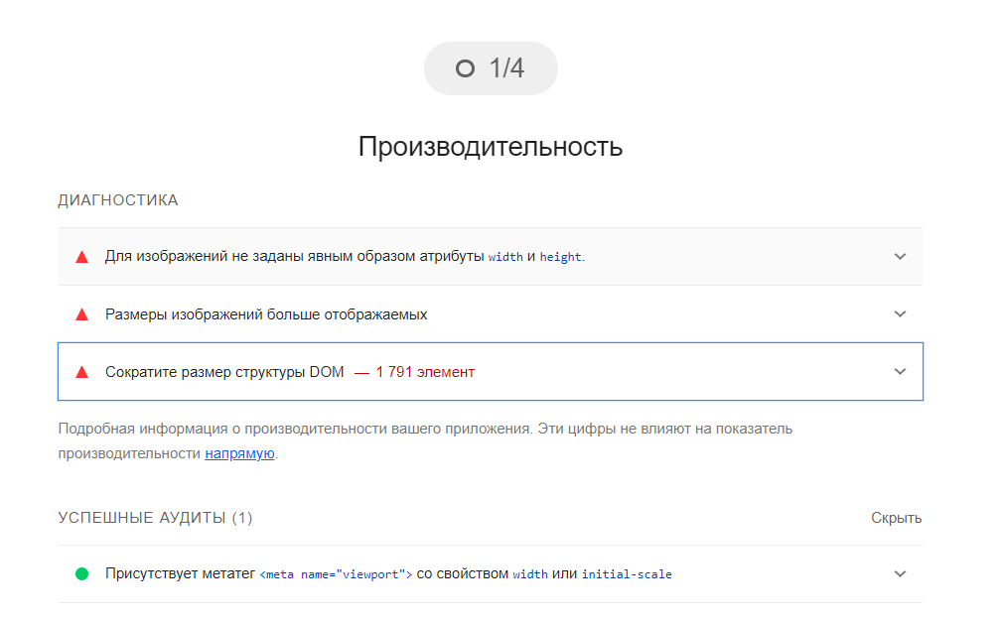 1/4
Производительность
ДИАГНОСТИКА
Для изображений не заданы явным образом атрибуты width и height.
Размеры изображений больше отображаемых
Сократите размер структуры DOM — 1 791 элемент
Подробная информация о производительности вашего приложения. Эти цифры не влияют на показатель
производительности напрямую.
УСПЕШНЫЕ АУДИТЫ (1) Скрыть
Присутствует метатег <meta name="viewport"> со свойством width или initial-scale